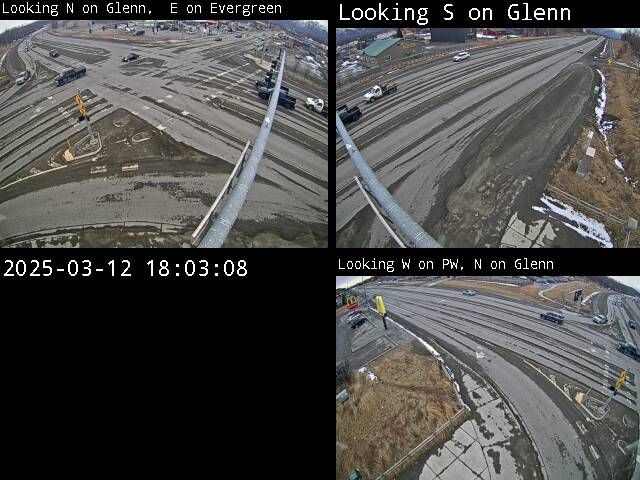 Looking N on Glenn, E on Evergreen
Looking S on Glenn
2025-03-12 18:03:08
Looking W on PW, N on Glenn